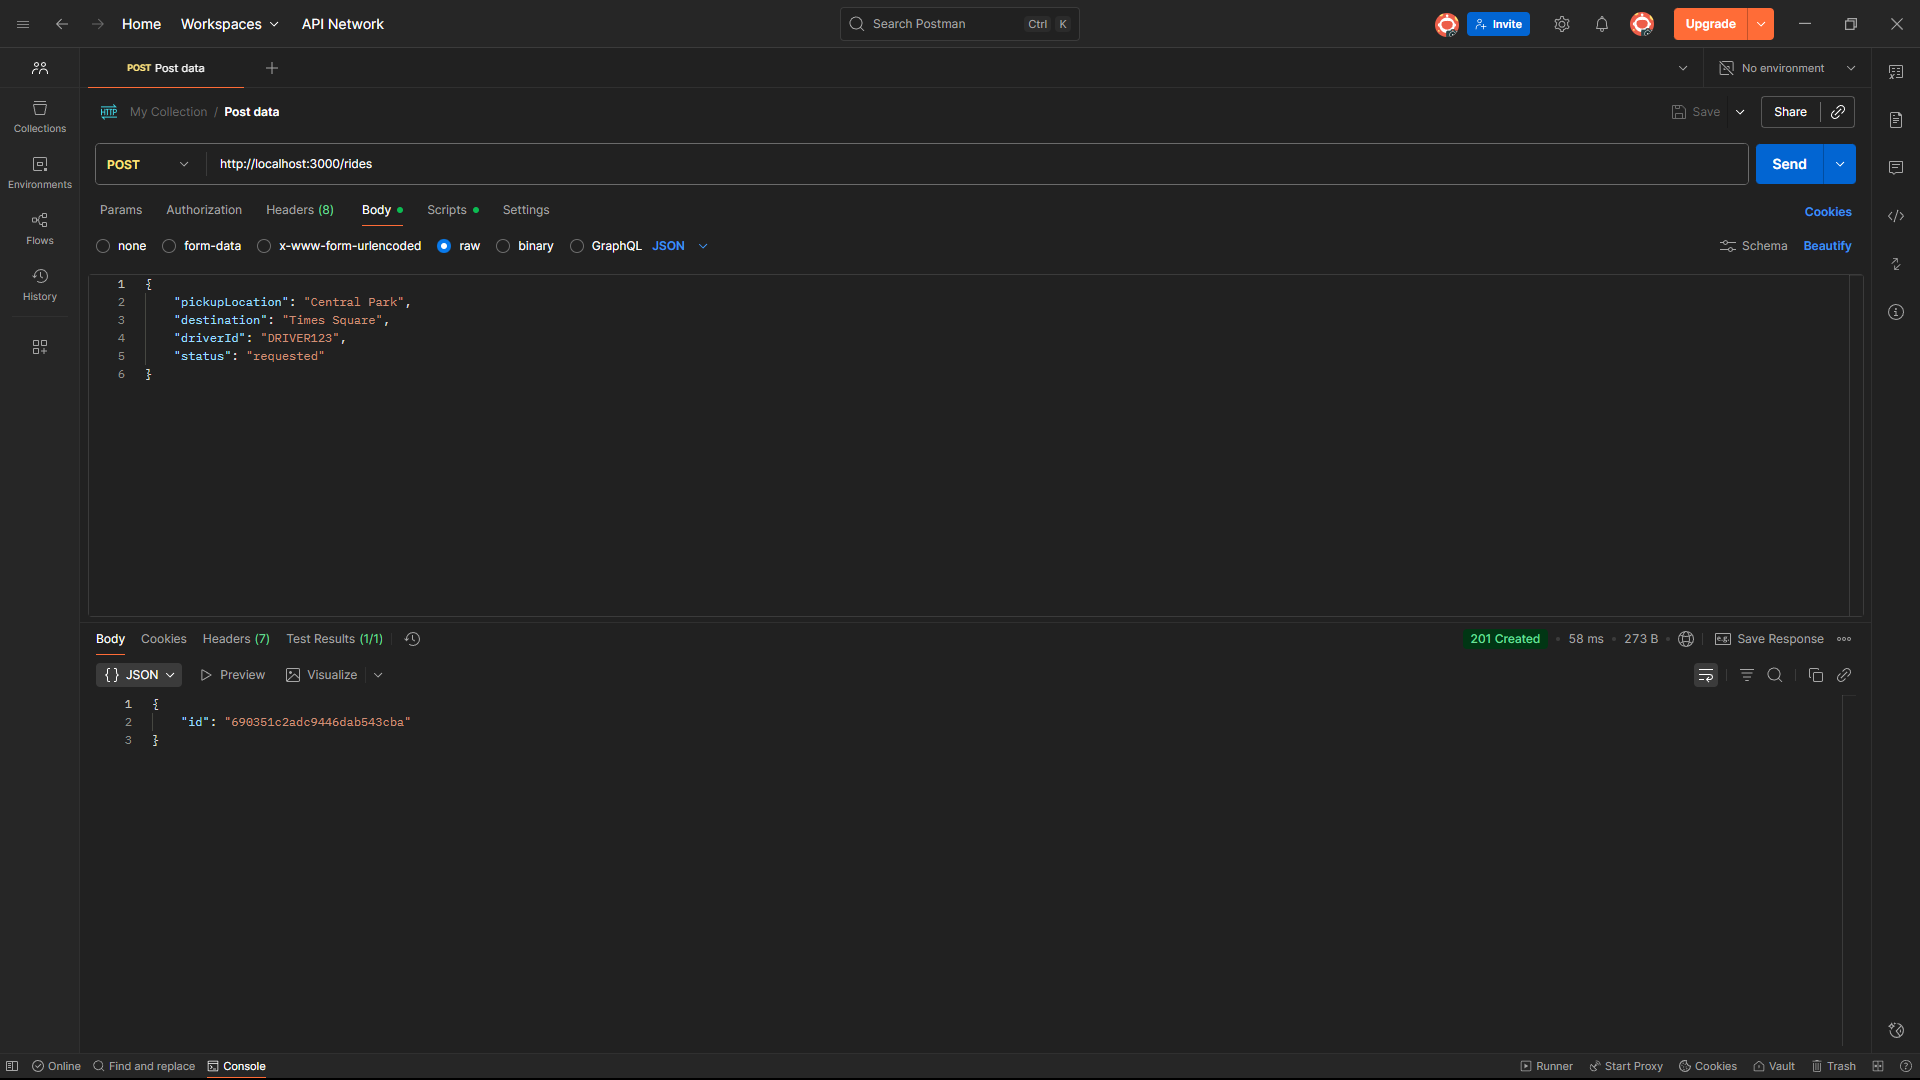 Home Workspaces API Network Search Postman Ctrl K Invite Upgrade
POST Post data No environment
HTTP My Collection / Post data Save Share
POST http://localhost:3000/rides Send
Params Authorization Headers (8) Body Scripts Settings Cookies
none form-data x-www-form-urlencoded raw binary GraphQL JSON Schema Beautify
Collections
Environments
Flows
History
1 {
2 "pickupLocation": "Central Park",
3 "destination": "Times Square",
4 "driverId": "DRIVER123",
5 "status": "requested"
6 }
Body Cookies Headers (7) Test Results (1/1) 201 Created 58 ms 273 B e.g. Save Response
{} JSON Preview Visualize
1 {
2 "id": "690351c2adc9446dab543cba"
3 }
Online Find and replace Console Runner Start Proxy Cookies Vault Trash